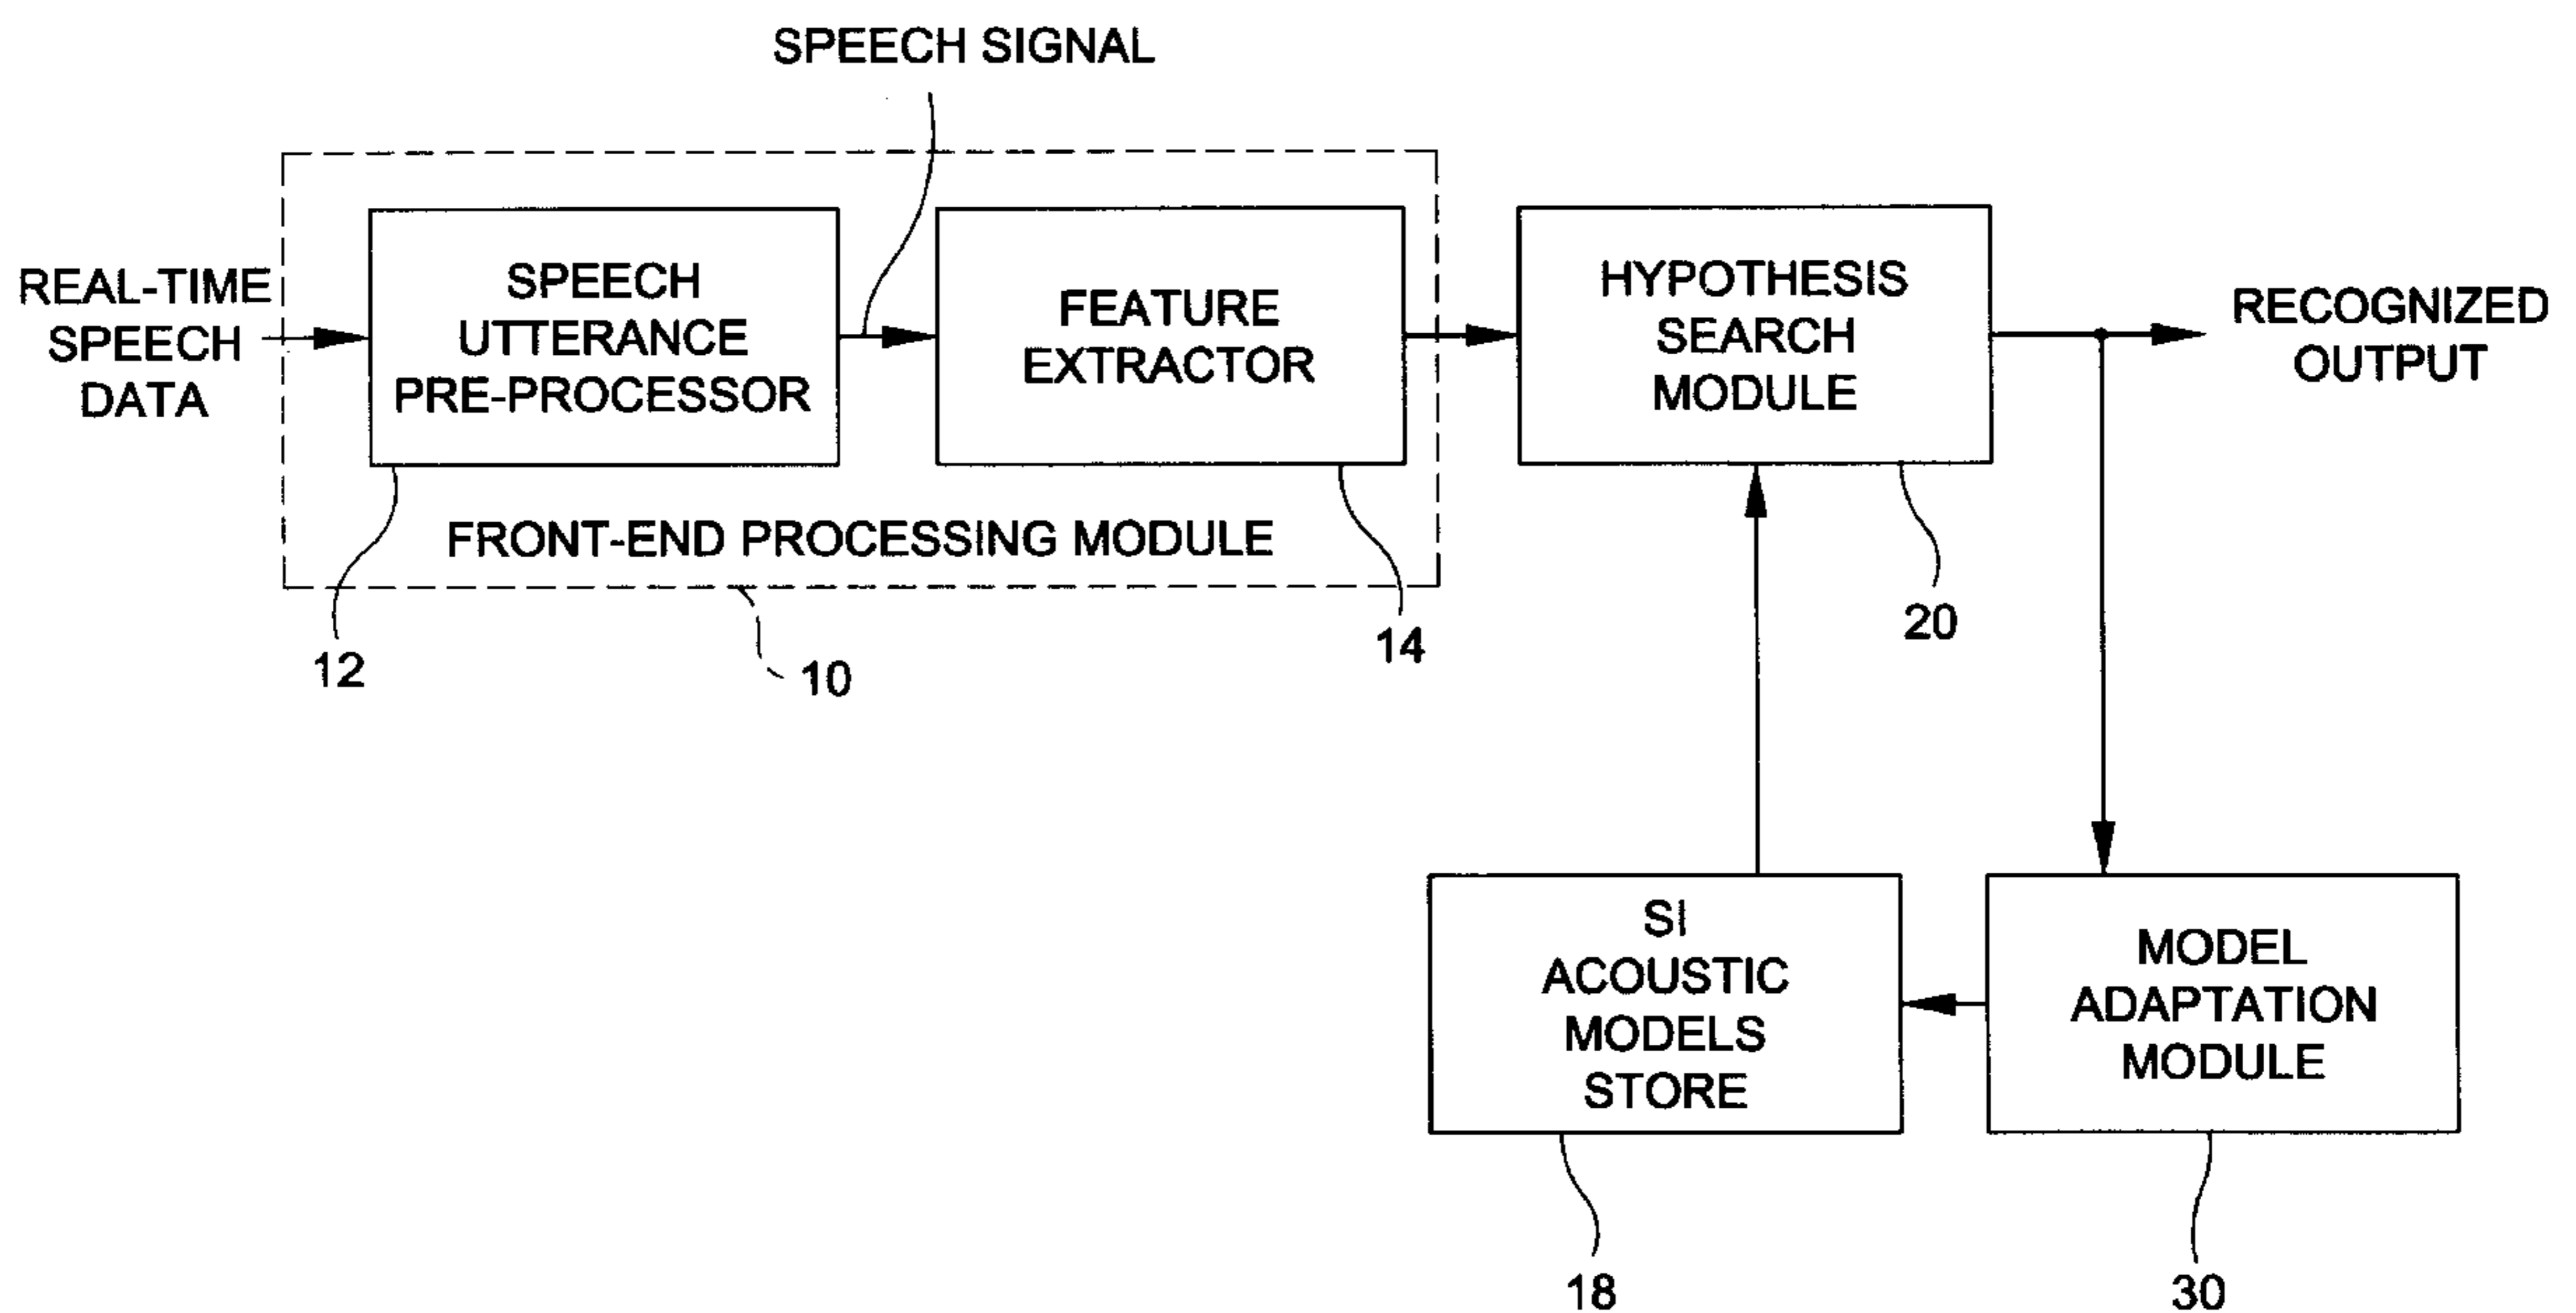 SPEECH SIGNAL
REAL-TIME
SPEECH
DATA
SPEECH
UTTERANCE
PRE-PROCESSOR
FEATURE
EXTRACTOR
HYPOTHESIS
SEARCH
MODULE
RECOGNIZED
OUTPUT
FRONT-END PROCESSING MODULE
12
10
14
20
SI
ACOUSTIC
MODELS
STORE
MODEL
ADAPTATION
MODULE
18
30